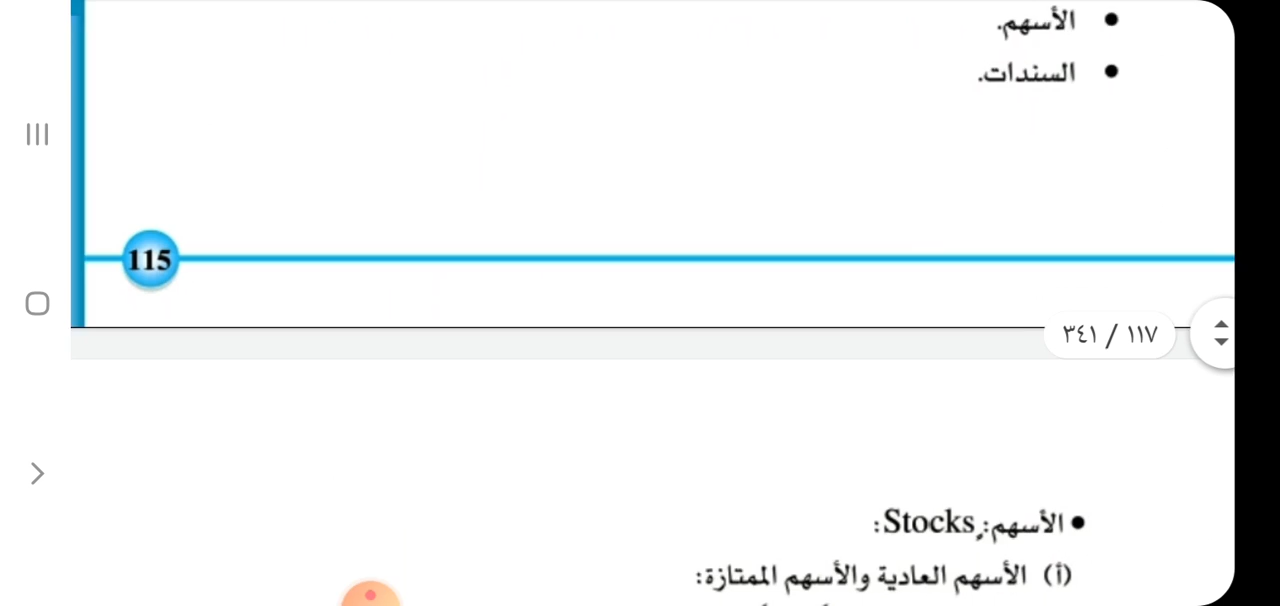 • الأسهم.
• السندات.
115
٣٤١ / ١١٧
• الأسهم: Stocks:
(أ) الأسهم العادية والأسهم الممتازة: